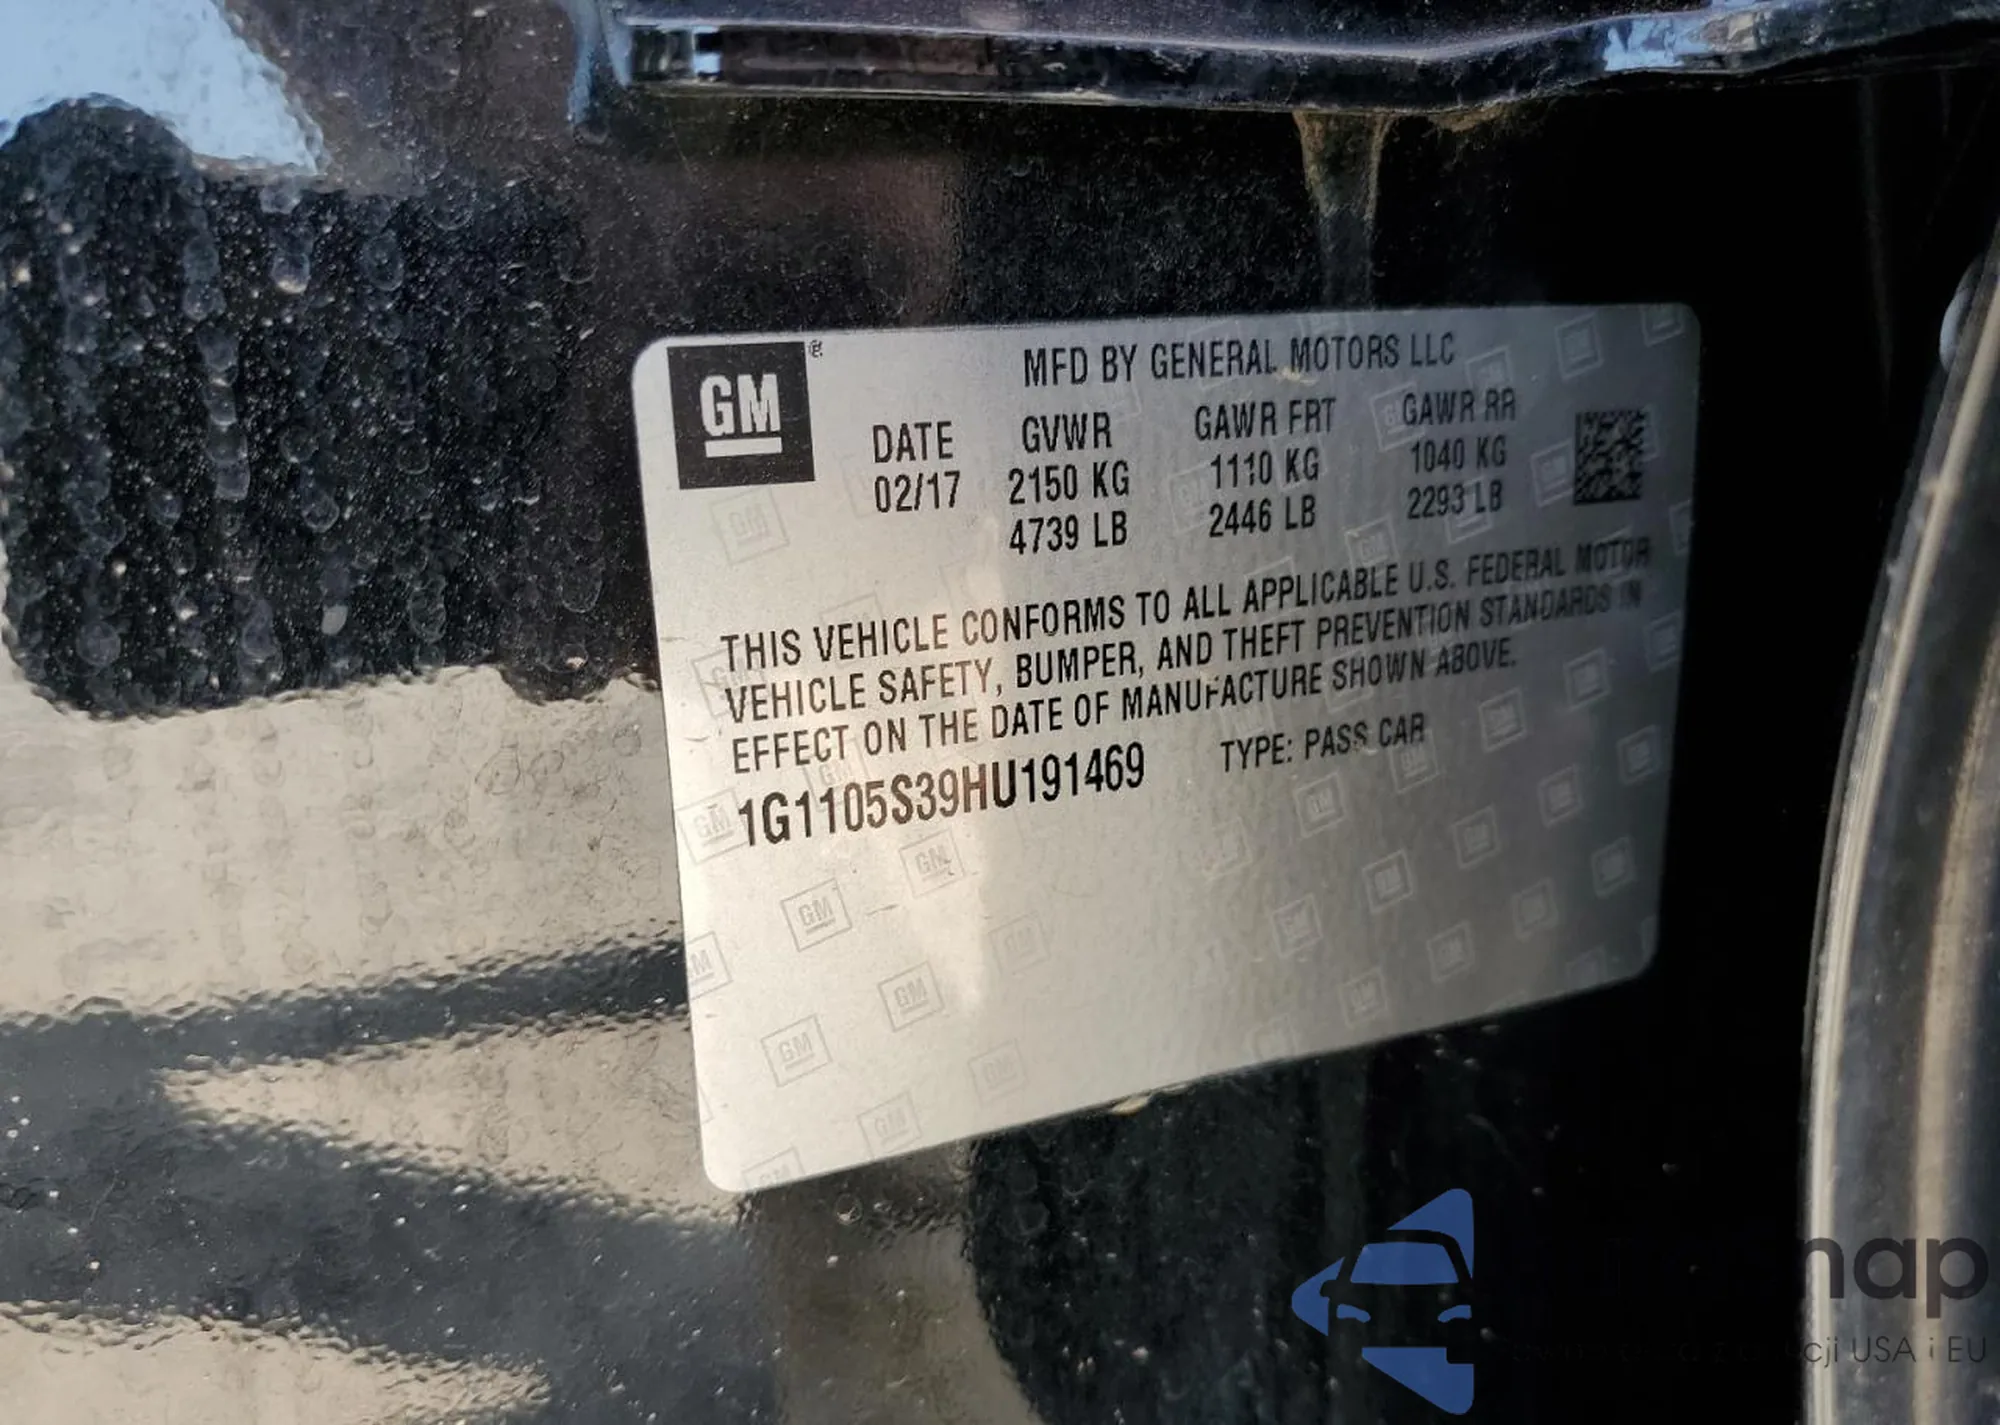 GM
MFD BY GENERAL MOTORS LLC
DATE GVWR GAWR FRT GAWR RR
02/17 2150 KG 1110 KG 1040 KG
4739 LB 2446 LB 2293 LB
THIS VEHICLE CONFORMS TO ALL APPLICABLE U.S. FEDERAL MOTOR
VEHICLE SAFETY, BUMPER, AND THEFT PREVENTION STANDARDS IN
EFFECT ON THE DATE OF MANUFACTURE SHOWN ABOVE.
1G1105S39HU191469 TYPE: PASS CAR
USA i EU